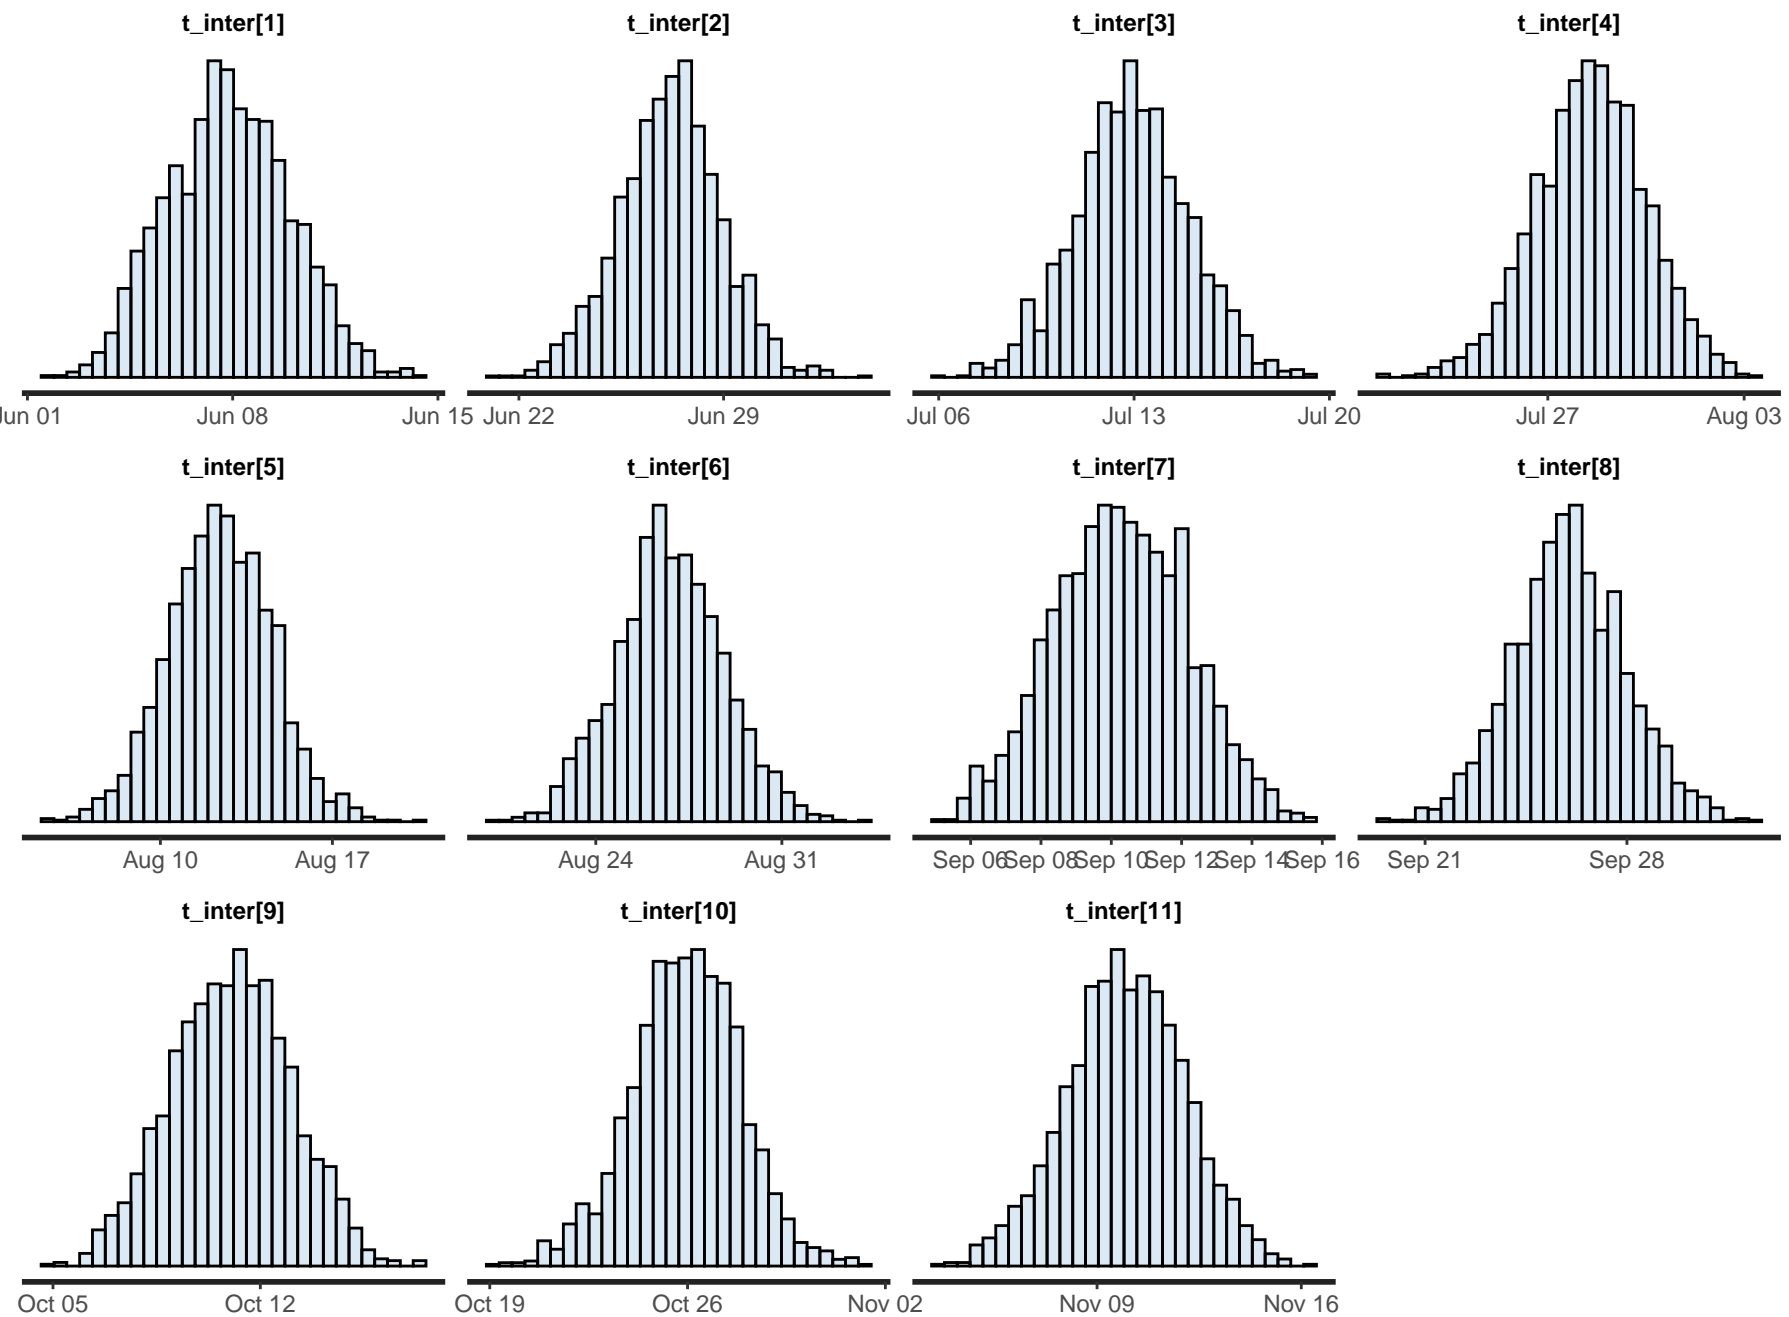 t_inter[1] t_inter[2] t_inter[3] t_inter[4]
Jun 01 Jun 08 Jun 15 Jun 22 Jun 29 Jul 06 Jul 13 Jul 20 Jul 27 Aug 03
t_inter[5] t_inter[6] t_inter[7] t_inter[8]
Aug 10 Aug 17 Aug 24 Aug 31 Sep 06 Sep 08 Sep 10 Sep 12 Sep 14 Sep 16 Sep 21 Sep 28
t_inter[9] t_inter[10] t_inter[11]
Oct 05 Oct 12 Oct 19 Oct 26 Nov 02 Nov 09 Nov 16